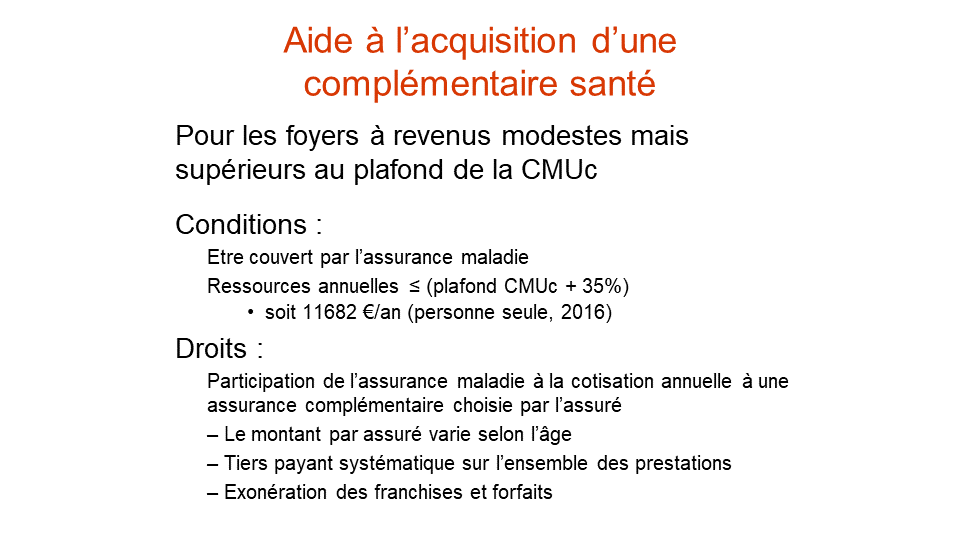 Aide à l’acquisition d’une
complémentaire santé
Pour les foyers à revenus modestes mais
supérieurs au plafond de la CMUc
Conditions :
Etre couvert par l’assurance maladie
Ressources annuelles ≤ (plafond CMUc + 35%)
• soit 11682 €/an (personne seule, 2016)
Droits :
Participation de l’assurance maladie à la cotisation annuelle à une
assurance complémentaire choisie par l’assuré
– Le montant par assuré varie selon l’âge
– Tiers payant systématique sur l’ensemble des prestations
– Exonération des franchises et forfaits